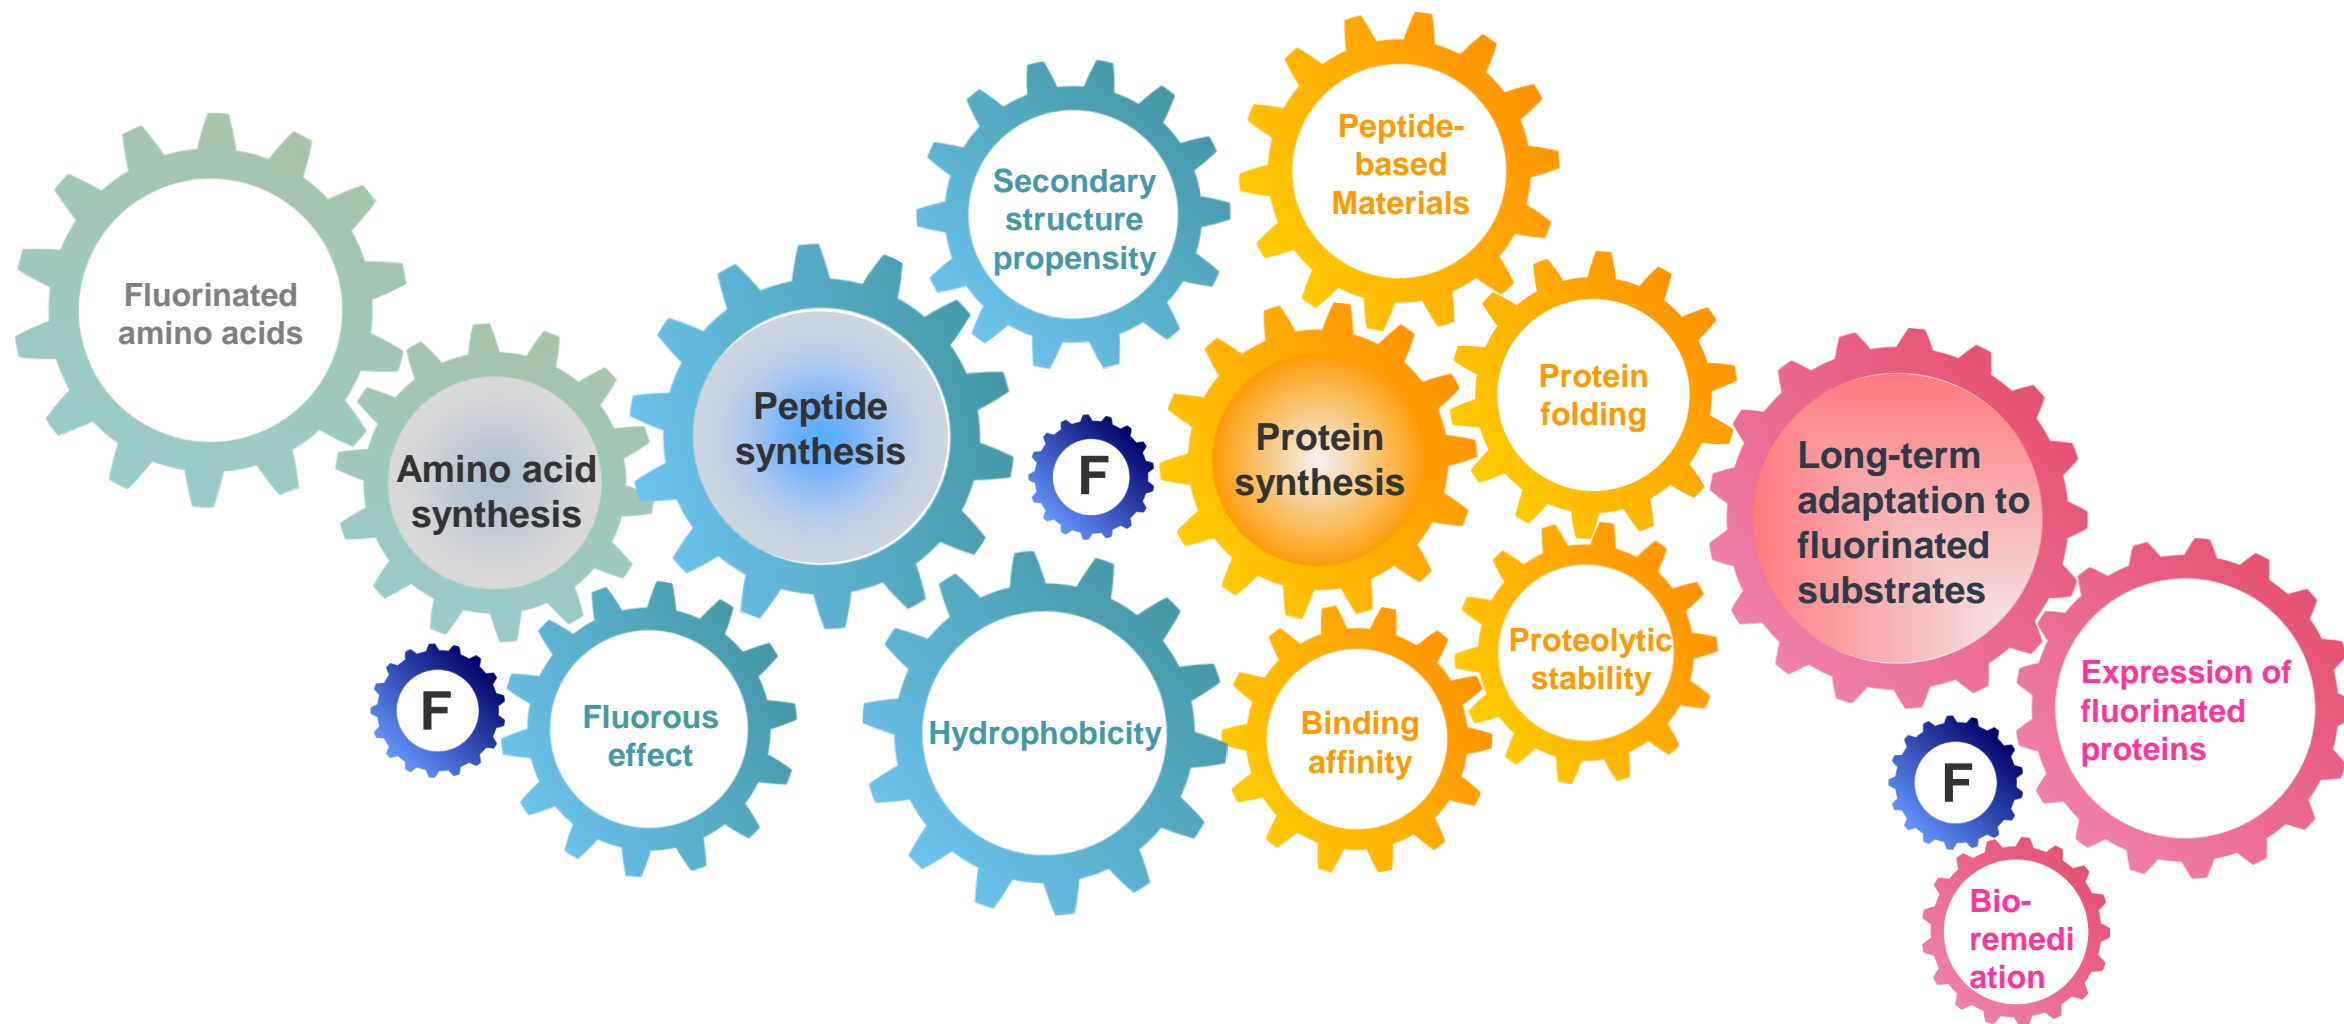 Fluorinated
amino acids
Amino acid
synthesis
F
Fluorous
effect
Peptide
synthesis
Secondary
structure
propensity
F
Hydrophobicity
Peptide-
based
Materials
Protein
synthesis
Protein
folding
Proteolytic
stability
Binding
affinity
Long-term
adaptation to
fluorinated
substrates
Expression of
fluorinated
proteins
F
Bio-
remedi
ation